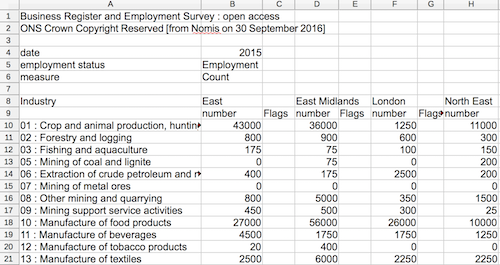 A B C D E F G H
1 Business Register and Employment Survey : open access
2 ONS Crown Copyright Reserved [from Nomis on 30 September 2016]
3
4 date 2015
5 employment status Employment
6 measure Count
7
8 Industry East East Midlands London North East
9 number Flags number Flags number Flags number
10 01 : Crop and animal production, huntin 43000 36000 1250 11000
11 02 : Forestry and logging 800 900 600 300
12 03 : Fishing and aquaculture 175 75 100 150
13 05 : Mining of coal and lignite 0 75 0 200
14 06 : Extraction of crude petroleum and n 400 175 2500 200
15 07 : Mining of metal ores 0 0 0 0
16 08 : Other mining and quarrying 800 5000 350 1500
17 09 : Mining support service activities 450 500 300 25
18 10 : Manufacture of food products 27000 56000 26000 10000
19 11 : Manufacture of beverages 4500 1750 1750 1250
20 12 : Manufacture of tobacco products 20 400 0 0
21 13 : Manufacture of textiles 2500 6000 2250 2250